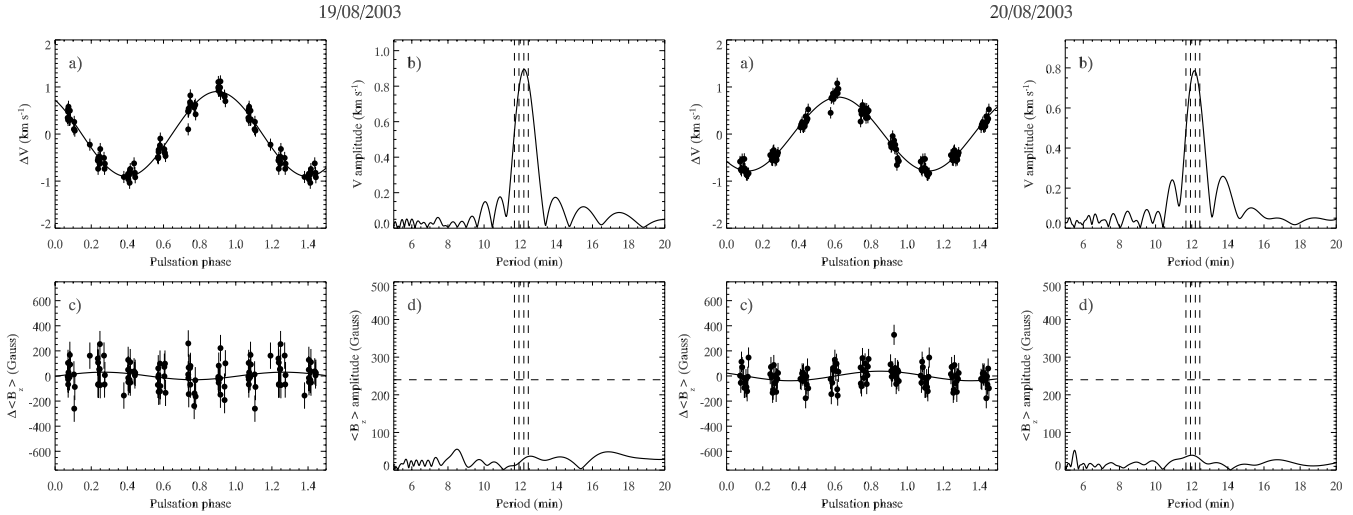 19/08/2003
20/08/2003
a)
2
1
0
-1
-2
ΔV (km s⁻¹)
0.0 0.2 0.4 0.6 0.8 1.0 1.2 1.4
Pulsation phase
b)
1.0
0.8
0.6
0.4
0.2
0.0
V amplitude (km s⁻¹)
6 8 10 12 14 16 18 20
Period (min)
a)
2
1
0
-1
-2
ΔV (km s⁻¹)
0.0 0.2 0.4 0.6 0.8 1.0 1.2 1.4
Pulsation phase
b)
0.8
0.6
0.4
0.2
0.0
V amplitude (km s⁻¹)
6 8 10 12 14 16 18 20
Period (min)
c)
600
400
200
0
-200
-400
-600
Δ<B_z> (Gauss)
0.0 0.2 0.4 0.6 0.8 1.0 1.2 1.4
Pulsation phase
d)
500
400
300
200
100
0
<B_z> amplitude (Gauss)
6 8 10 12 14 16 18 20
Period (min)
c)
600
400
200
0
-200
-400
-600
Δ<B_z> (Gauss)
0.0 0.2 0.4 0.6 0.8 1.0 1.2 1.4
Pulsation phase
d)
500
400
300
200
100
0
<B_z> amplitude (Gauss)
6 8 10 12 14 16 18 20
Period (min)